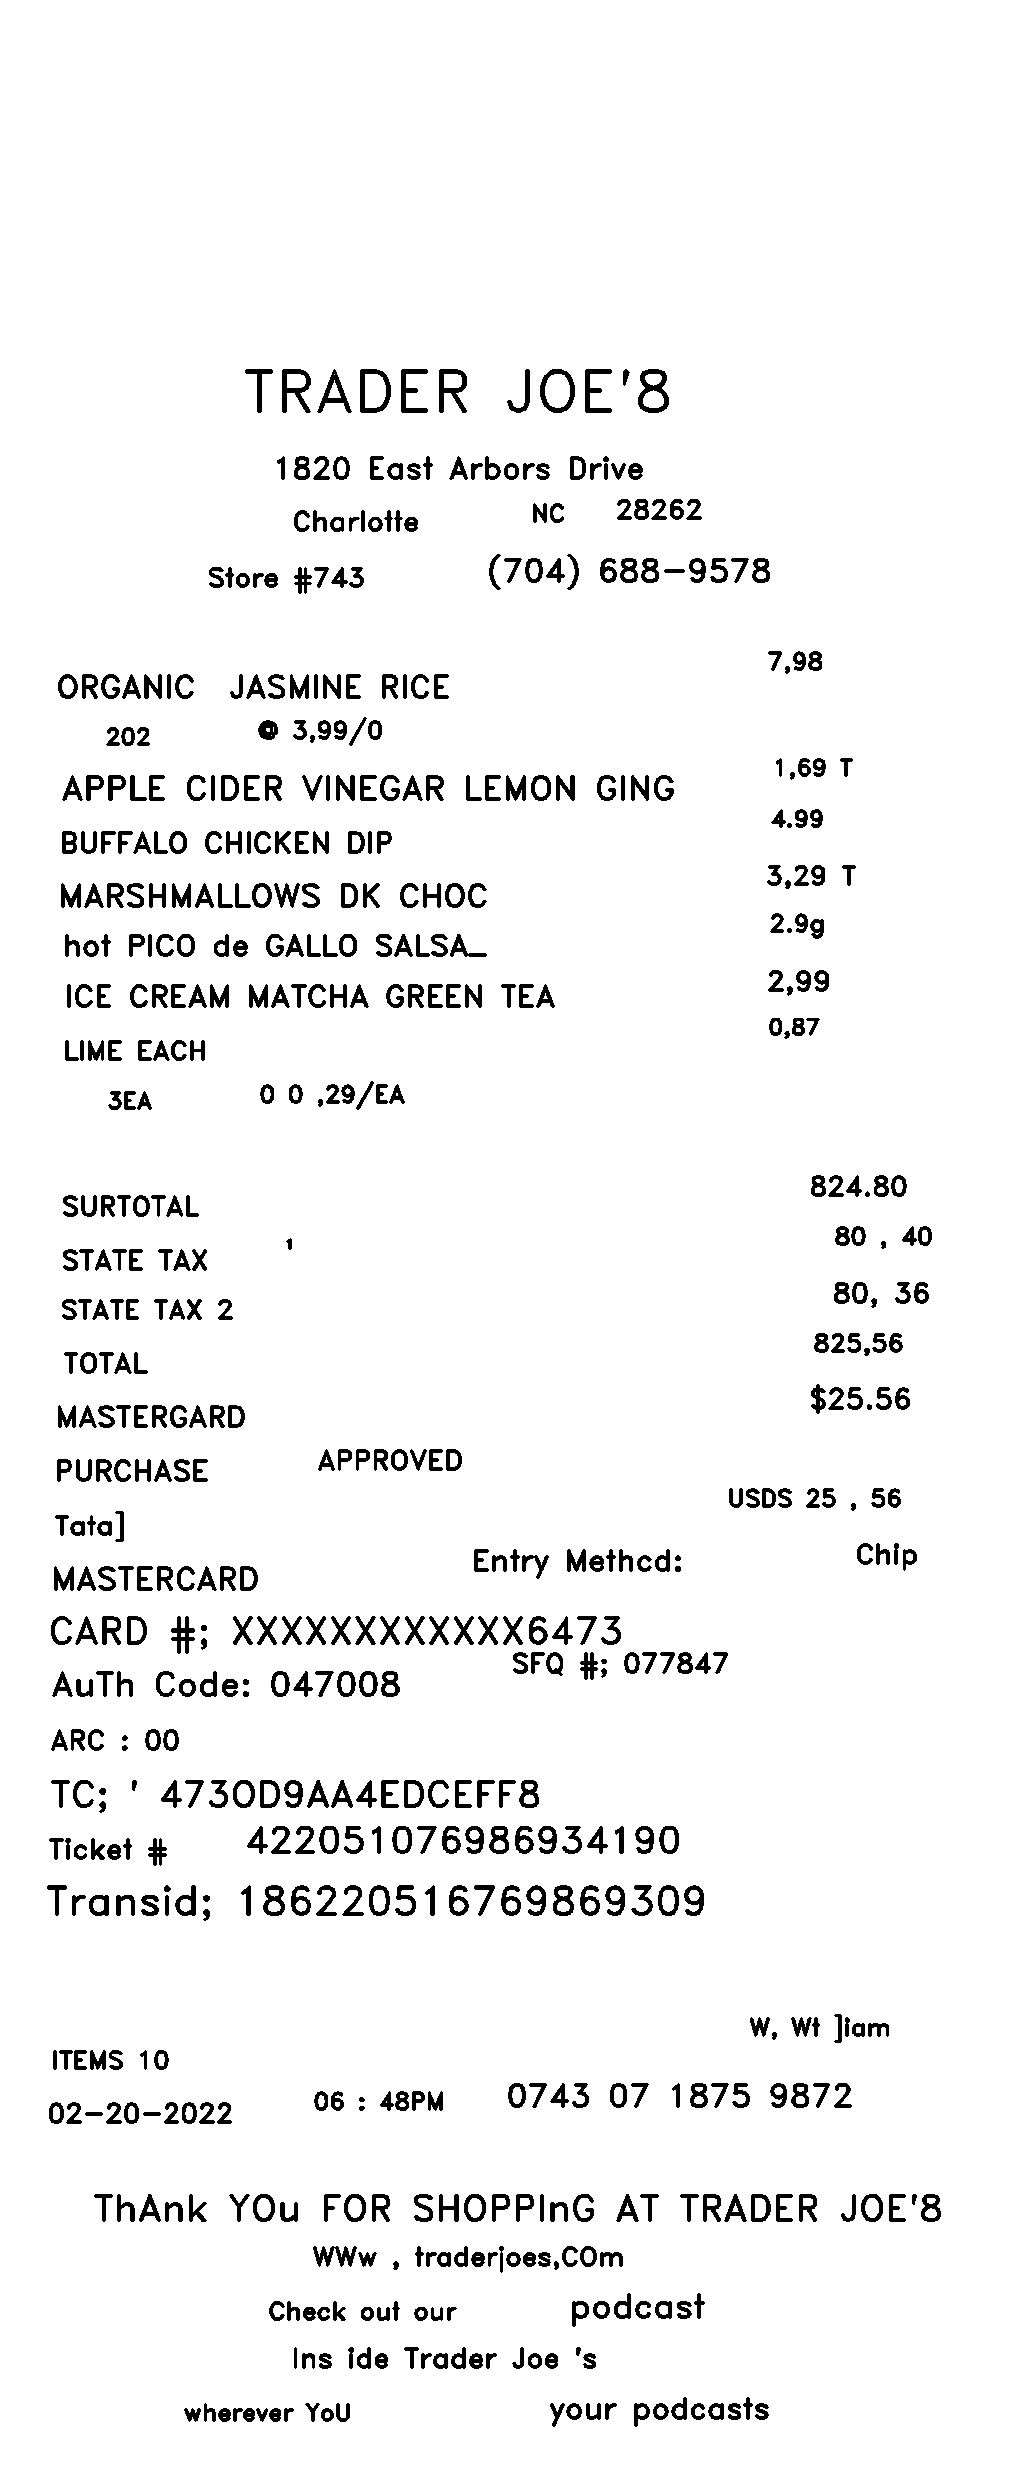 TRADER JOE'8
1820 East Arbors Drive
Charlotte NC 28262
Store #743 (704) 688-9578
ORGANIC JASMINE RICE 7,98
202 @ 3,99/0
APPLE CIDER VINEGAR LEMON GING 1,69 T
BUFFALO CHICKEN DIP 4.99
MARSHMALLOWS DK CHOC 3,29 T
hot PICO de GALLO SALSA_ 2.9g
ICE CREAM MATCHA GREEN TEA 2,99
LIME EACH 0,87
3EA 0 0 ,29/EA
SURTOTAL 824.80
STATE TAX ' 80 , 40
STATE TAX 2 80, 36
TOTAL 825,56
MASTERGARD $25.56
PURCHASE APPROVED
Tata] USDS 25 , 56
MASTERCARD Entry Methcd: Chip
CARD #; XXXXXXXXXXXX6473
AuTh Code: 047008 SFQ #; 077847
ARC : 00
TC; ' 4730D9AA4EDCEFF8
Ticket # 422051076986934190
Transid; 186220516769869309
W, Wt ]iam
ITEMS 10
02-20-2022 06 : 48PM 0743 07 1875 9872
ThAnk YOu FOR SHOPPInG AT TRADER JOE'8
WWw , traderjoes,COm
Check out our podcast
Ins ide Trader Joe 's
wherever YoU your podcasts